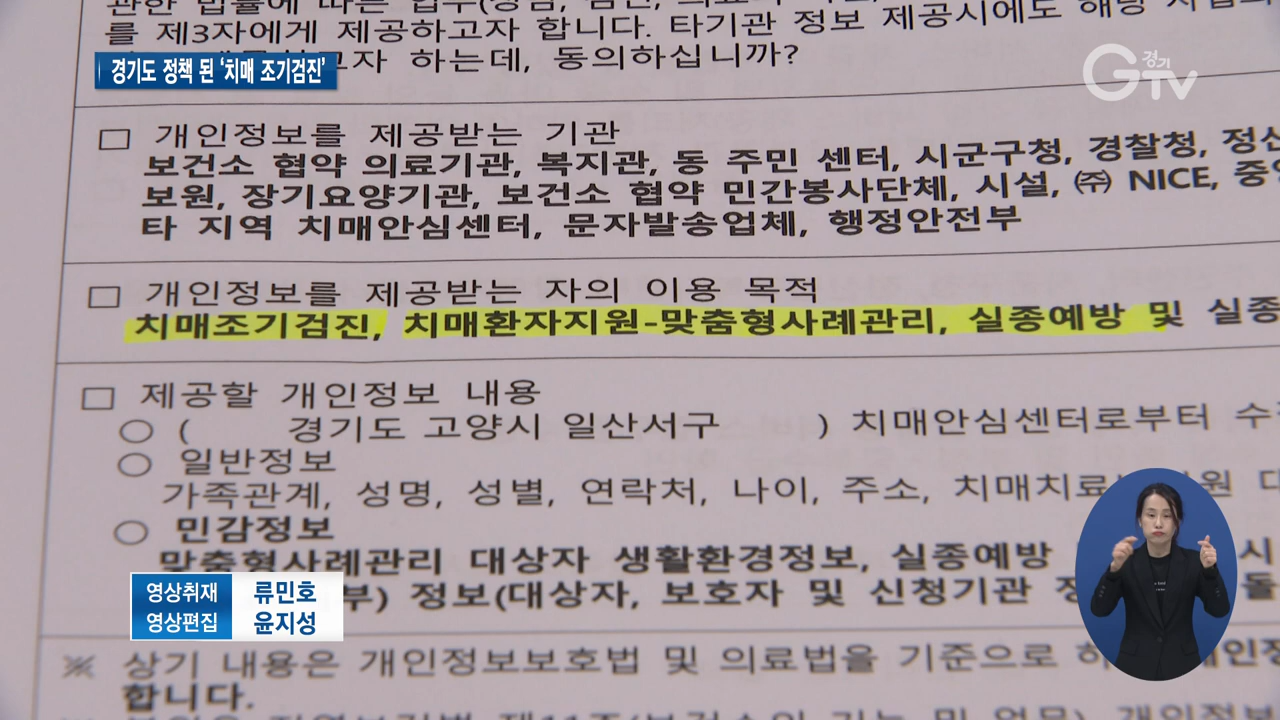 를 제3자에게 제공하고자 합니다. 타기관 정보 제공시에도 해당
하는데, 동의하십니까?
경기도 정책 된 ‘치매 조기검진’
경기 GTV
□ 개인정보를 제공받는 기관
보건소 협약 의료기관, 복지관, 동 주민 센터, 시군구청, 경찰청,
보원, 장기요양기관, 보건소 협약 민간봉사단체, 시설, ㈜ NICE,
타 지역 치매안심센터, 문자발송업체, 행정안전부
□ 개인정보를 제공받는 자의 이용 목적
치매조기검진, 치매환자지원-맞춤형사례관리, 실종예방 및 실종
□ 제공할 개인정보 내용
○ ( 경기도 고양시 일산서구 ) 치매안심센터로부터
○ 일반정보
가족관계, 성명, 성별, 연락처, 나이, 주소,
○ 민감정보
맞춤형사례관리 대상자 생활환경정보, 실종예방
정보(대상자, 보호자 및 신청기관
영상취재 류민호
영상편집 윤지성
※ 상기 내용은 개인정보보호법 및 의료법을 기준으로
합니다.